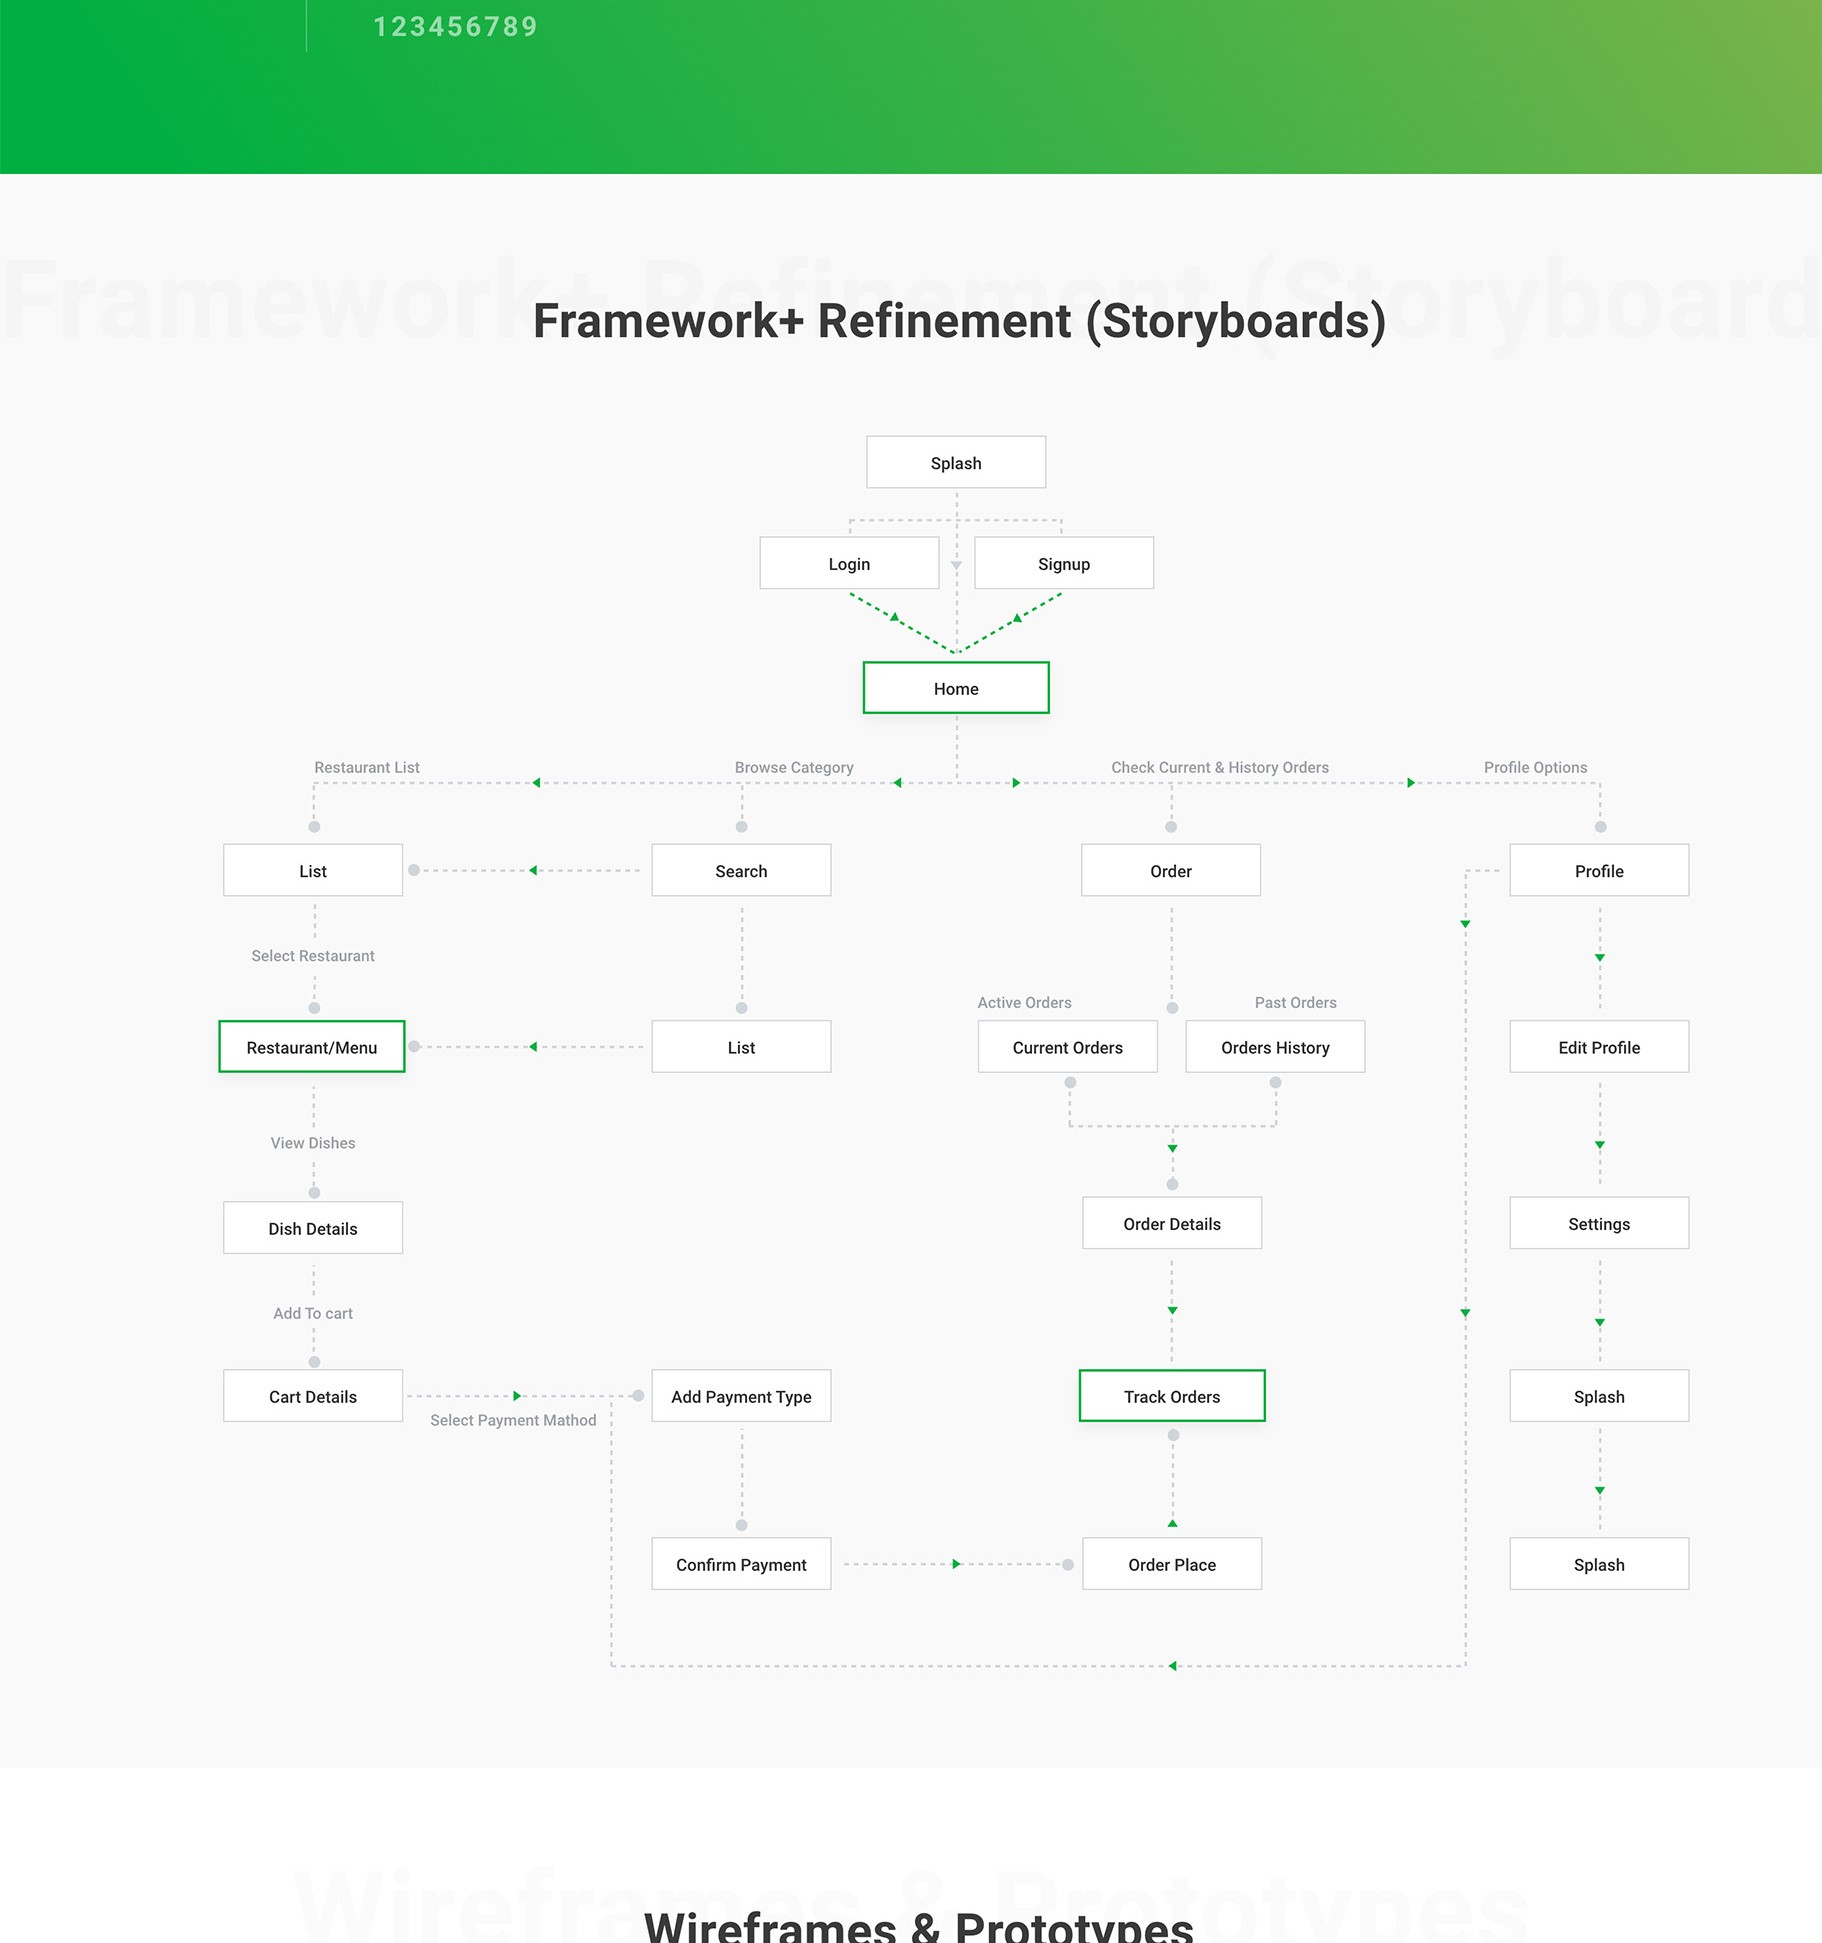 123456789
Framework+ Refinement (Storyboard
Framework+ Refinement (Storyboards)
Splash
Login
Signup
Home
Restaurant List
Browse Category
Check Current & History Orders
Profile Options
List
Search
Order
Profile
Select Restaurant
Active Orders
Past Orders
Restaurant/Menu
List
Current Orders
Orders History
Edit Profile
View Dishes
Dish Details
Order Details
Settings
Add To cart
Cart Details
Add Payment Type
Track Orders
Splash
Select Payment Mathod
Confirm Payment
Order Place
Splash
Wireframes & Prototypes
Wireframes & Prototypes